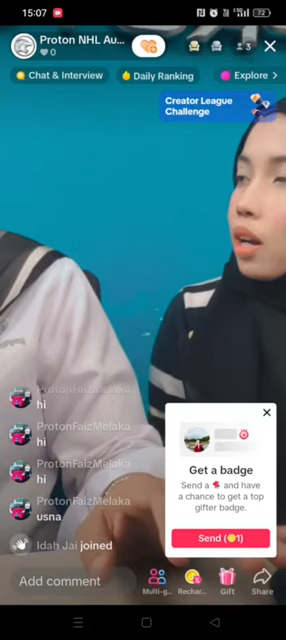 15:07
72
Proton NHL Au...
0
3
Chat & Interview
Daily Ranking
Explore >
Creator League
Challenge
ProtonFaizMelaka
hi
ProtonFaizMelaka
hi
ProtonFaizMelaka
hi
ProtonFaizMelaka
usna
Idah Jai joined
Get a badge
Send a and have
a chance to get a top
gifter badge.
Send (1)
Add comment
Multi-g...
Rechar...
Gift
Share